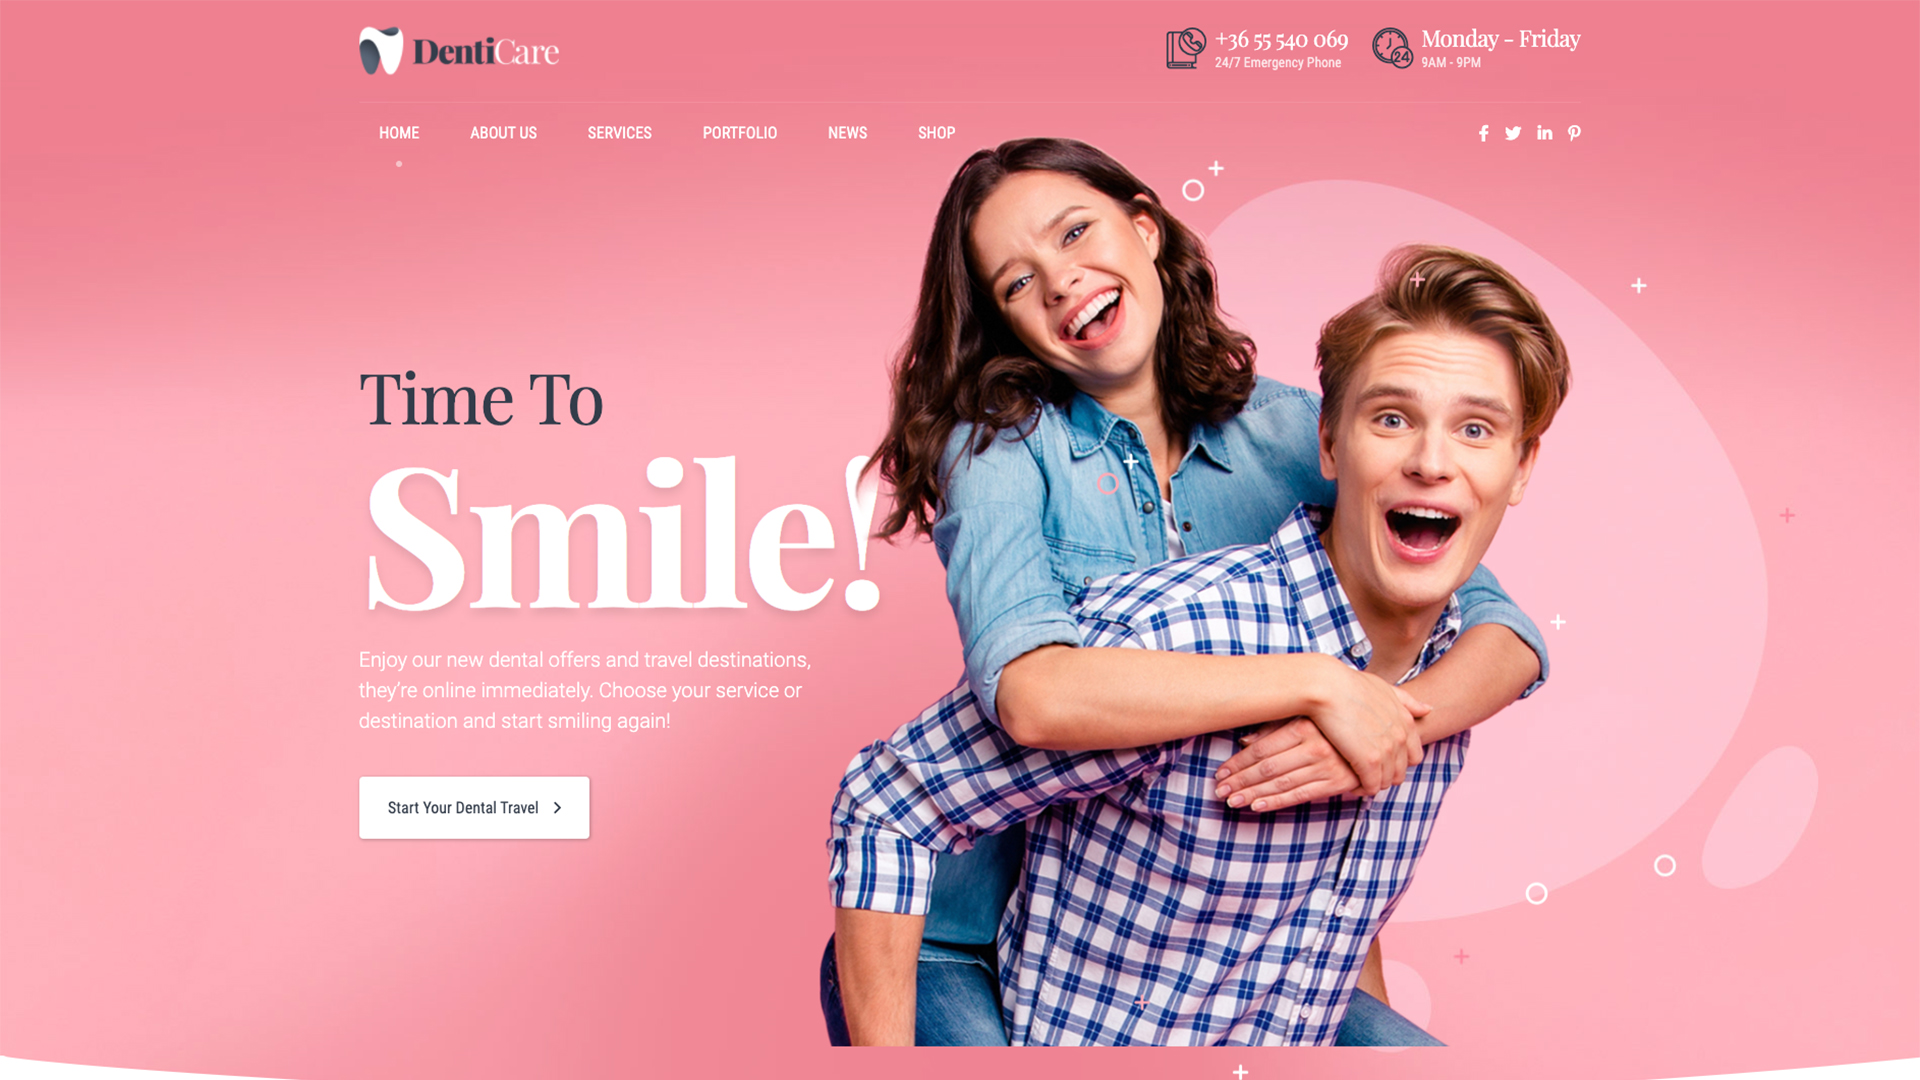 DentiCare
+36 55 540 069
24/7 Emergency Phone
24
Monday - Friday
9AM - 9PM
HOME
ABOUT US
SERVICES
PORTFOLIO
NEWS
SHOP
Time To
Smile!
Enjoy our new dental offers and travel destinations,
they're online immediately. Choose your service or
destination and start smiling again!
Start Your Dental Travel